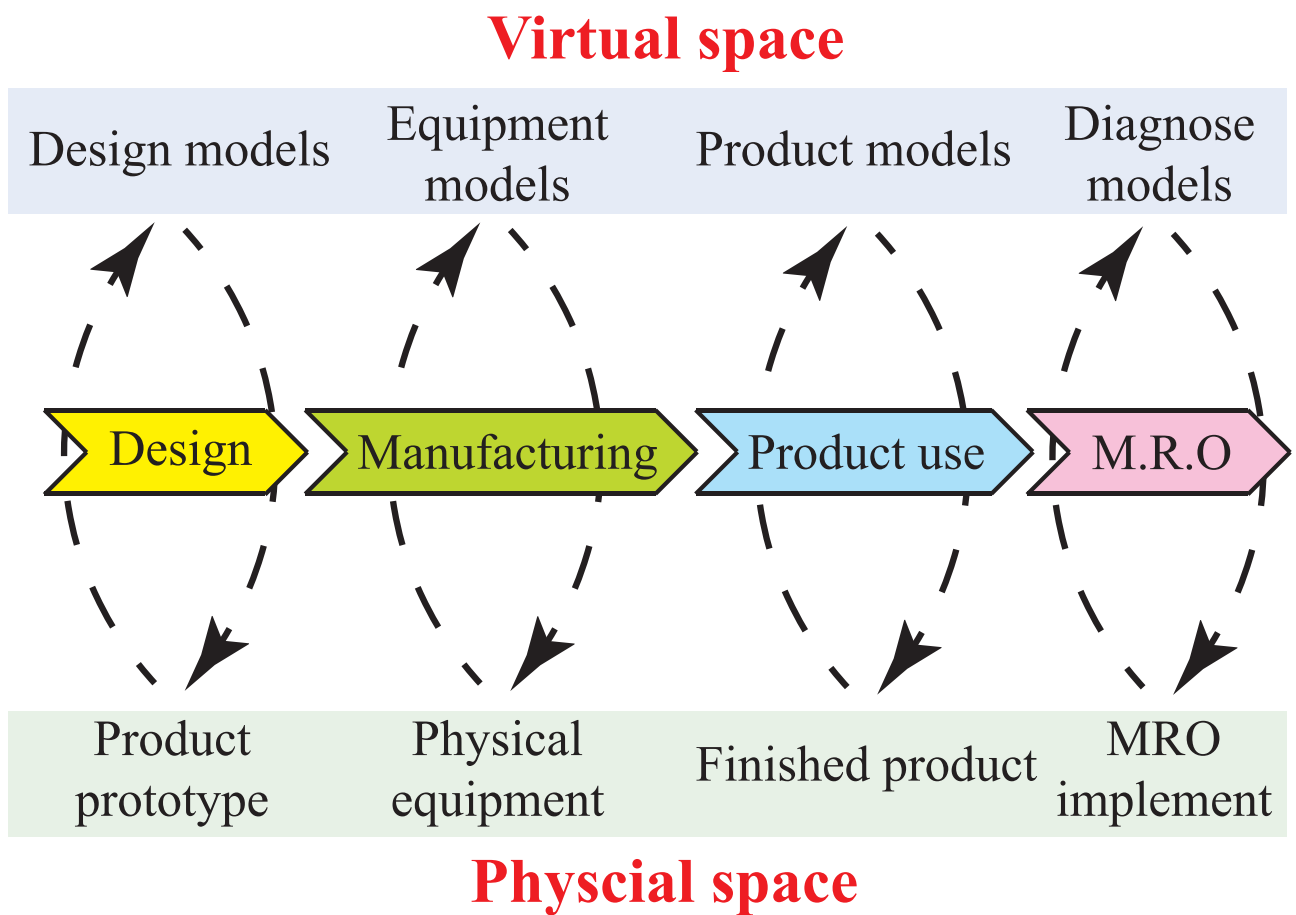 Virtual space
Design models
Equipment
models
Product models
Diagnose
models
Design
Manufacturing
Product use
M.R.O
Product
prototype
Physical
equipment
Finished product
MRO
implement
Physcial space